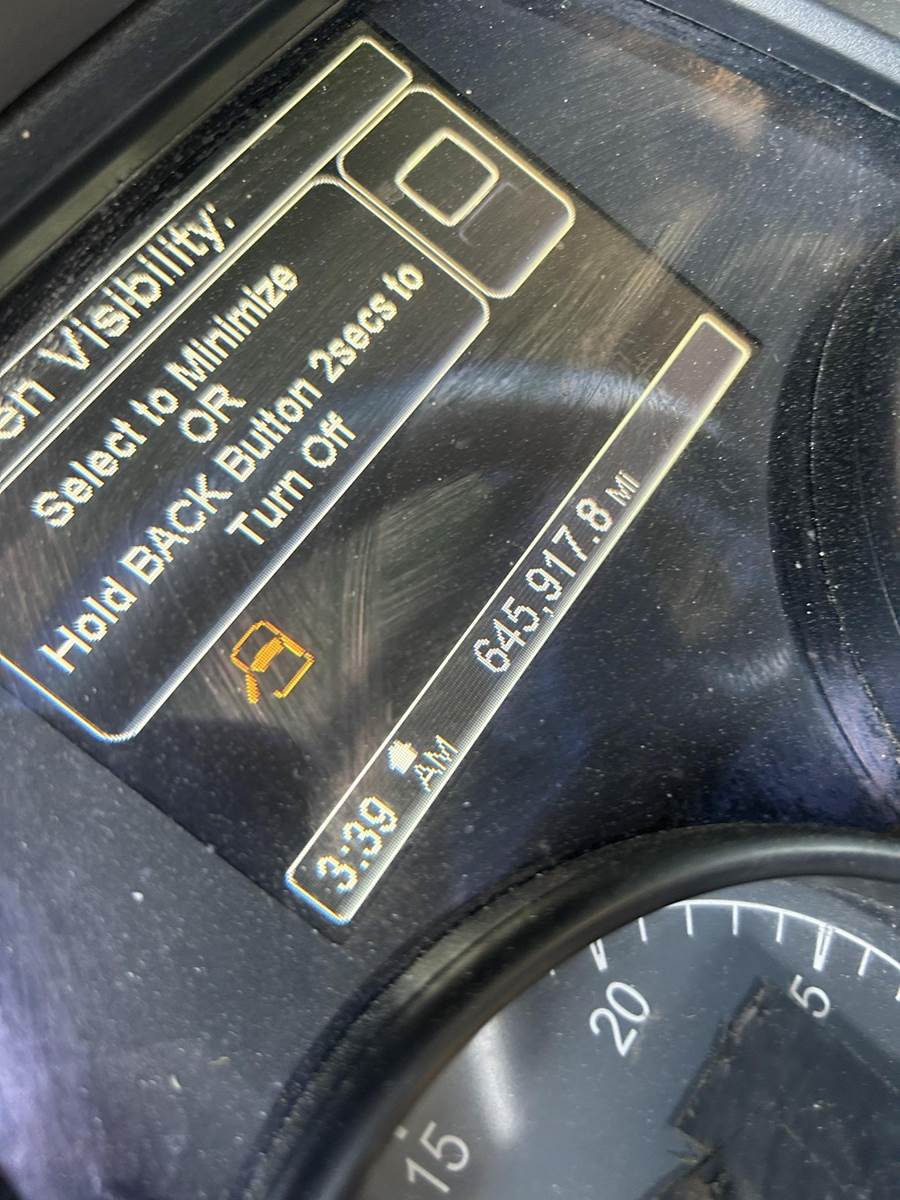 en Visibility:
Select to Minimize
OR
Hold BACK Button 2secs to
Turn Off
645,917.8 MI
3:39 AM
20
5
15